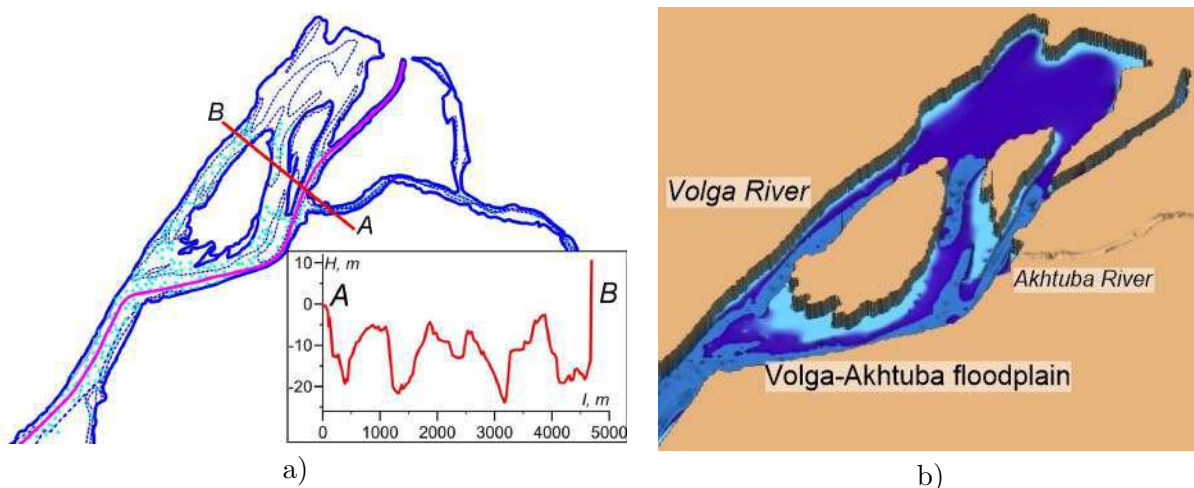 B
A
H, m
10
0
-10
-20
A
B
l, m
0
1000
2000
3000
4000
5000
a)
Volga River
Akhtuba River
Volga-Akhtuba floodplain
b)